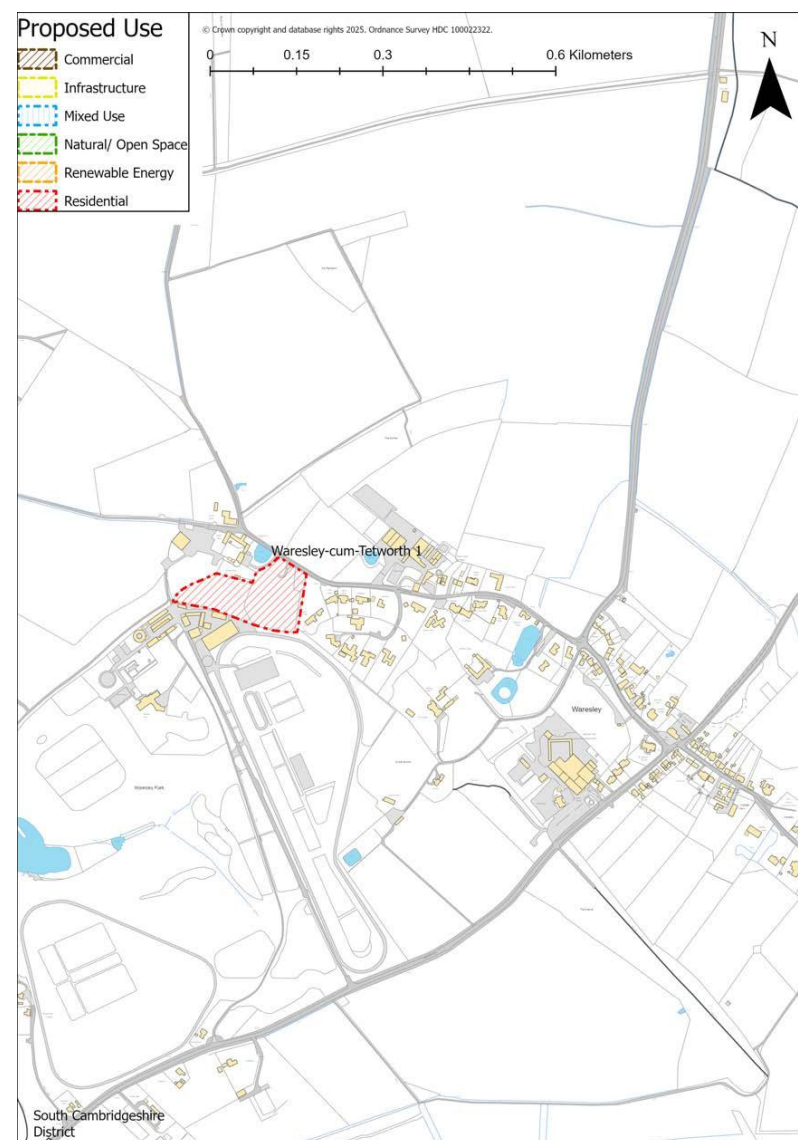 Proposed Use
Commercial
Infrastructure
Mixed Use
Natural/ Open Space
Renewable Energy
Residential
© Crown copyright and database rights 2025. Ordnance Survey HDC 100022322.
0 0.15 0.3 0.6 Kilometers
N
Waresley-cum-Tetworth 1
Waresley
Waresley Park
South Cambridgeshire
District